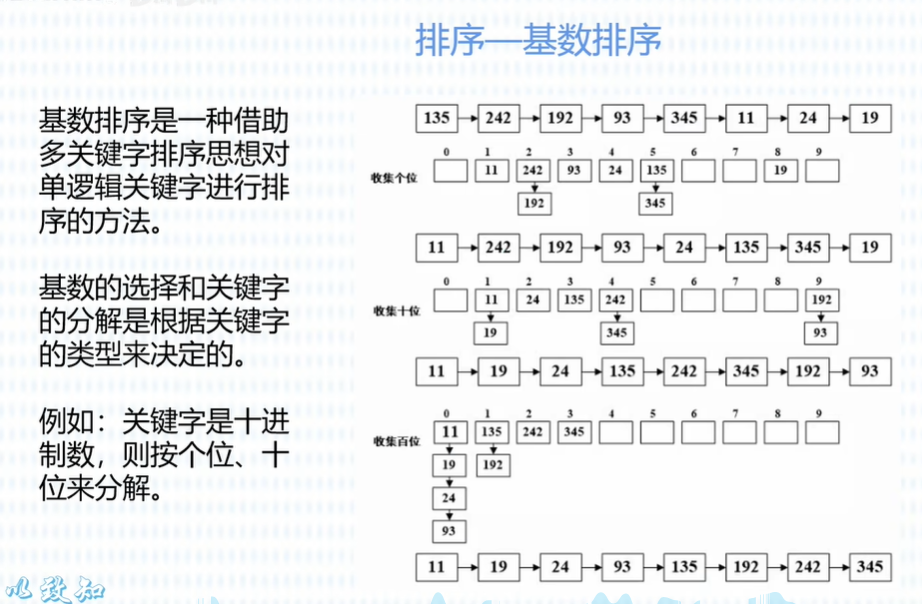 排序—基数排序
基数排序是一种借助
多关键字排序思想对
单逻辑关键字进行排
序的方法。
基数的选择和关键字
的分解是根据关键字
的类型来决定的。
例如：关键字是十进
制数，则按个位、十
位来分解。
135 242 192 93 345 11 24 19
0 1 2 3 4 5 6 7 8 9
收集个位
11 242 93 24 135 19
192 345
11 242 192 93 24 135 345 19
0 1 2 3 4 5 6 7 8 9
收集十位
11 24 135 242 192
19 345 93
11 19 24 135 242 345 192 93
0 1 2 3 4 5 6 7 8 9
收集百位
11 135 242 345
19 192
24
93
11 19 24 93 135 192 242 345
心致知